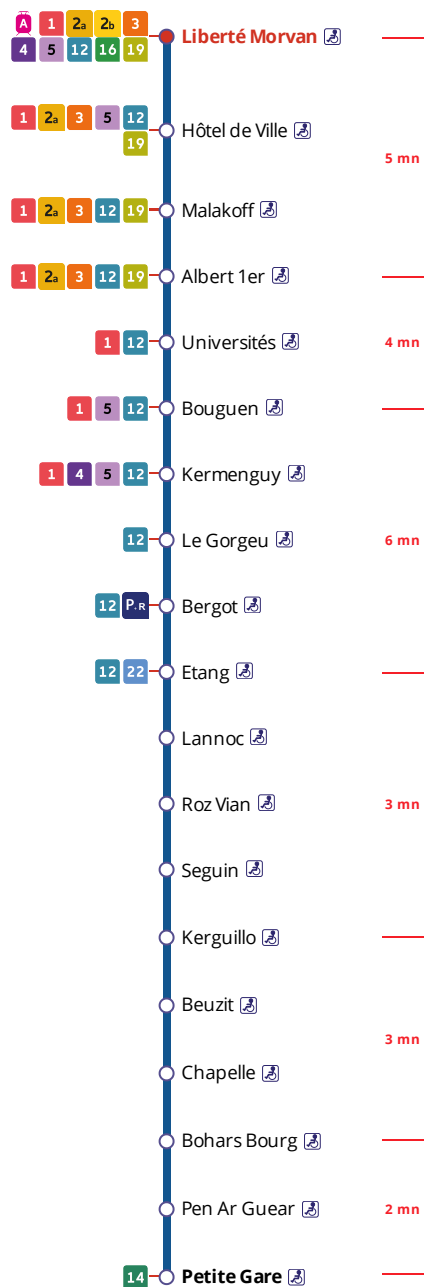 A 1 2a 2b 3
4 5 12 16 19
Liberté Morvan
1 2a 3 5 12
19
Hôtel de Ville
5 mn
1 2a 3 12 19 Malakoff
1 2a 3 12 19 Albert 1er
1 12 Universités 4 mn
1 5 12 Bouguen
1 4 5 12 Kermenguy
12 Le Gorgeu 6 mn
12 P+R Bergot
12 22 Etang
Lannoc
Roz Vian 3 mn
Seguin
Kerguillo
Beuzit
3 mn
Chapelle
Bohars Bourg
Pen Ar Guear 2 mn
14 Petite Gare